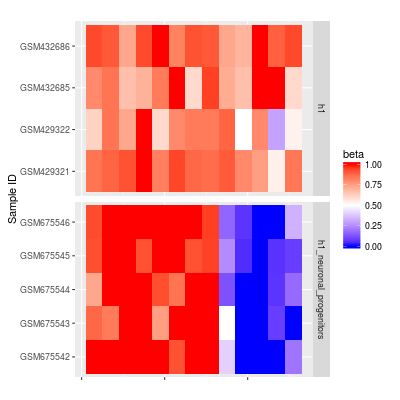 GSM432686
GSM432685
GSM429322
GSM429321
h1
GSM675546
GSM675545
GSM675544
GSM675543
GSM675542
h1_neuronal_progenitors
Sample ID
beta
1.00
0.75
0.50
0.25
0.00